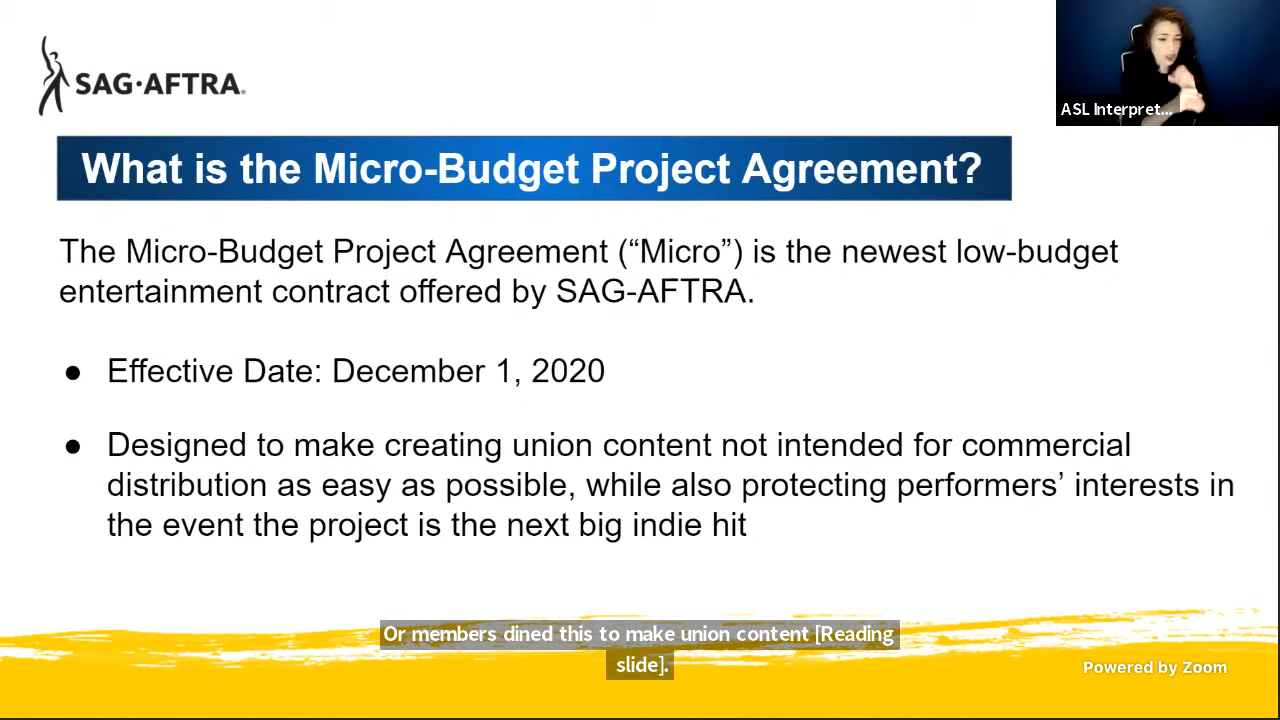 SAG·AFTRA®
ASL Interpret...
What is the Micro-Budget Project Agreement?
The Micro-Budget Project Agreement (“Micro”) is the newest low-budget
entertainment contract offered by SAG-AFTRA.
● Effective Date: December 1, 2020
● Designed to make creating union content not intended for commercial
distribution as easy as possible, while also protecting performers’ interests in
the event the project is the next big indie hit
Or members dined this to make union content [Reading
slide].
Powered by Zoom